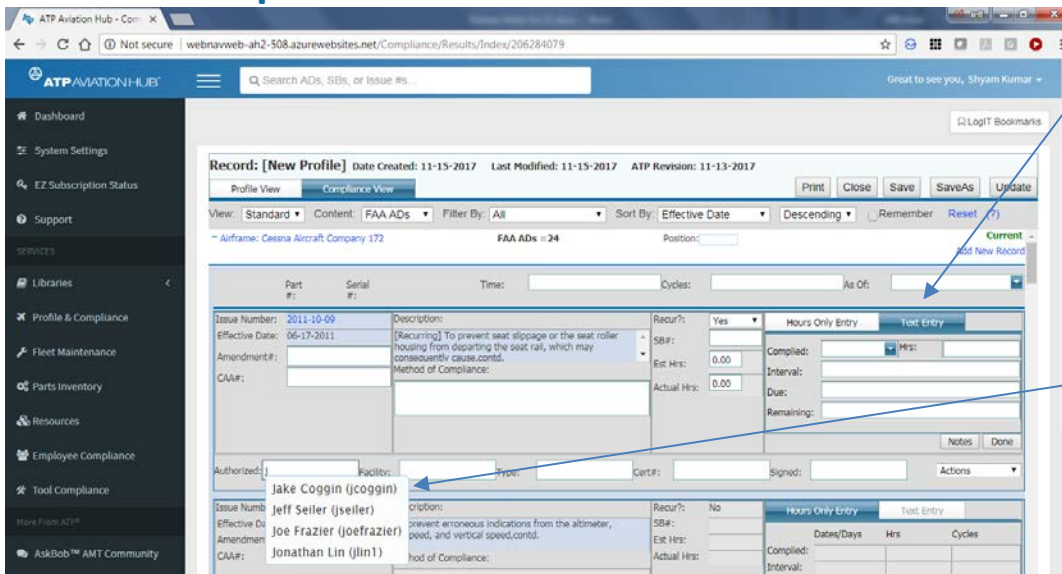 ATP Aviation Hub - Com
Not secure webnavweb-ah2-508.azurewebsites.net/Compliance/Results/Index/206284079
ATP AVIATION HUB
Search ADs, SBs, or Issue #s...
Great to see you, Shyam Kumar
Dashboard
System Settings
EZ Subscription Status
Support
SERVICES
Libraries
Profile & Compliance
Fleet Maintenance
Parts Inventory
Resources
Employee Compliance
Tool Compliance
More From ATP®
AskBob™ AMT Community
LogIT Bookmarks
Record: [New Profile] Date Created: 11-15-2017 Last Modified: 11-15-2017 ATP Revision: 11-13-2017
Profile View Compliance View Print Close Save SaveAs Update
View: Standard Content: FAA ADs Filter By: All Sort By: Effective Date Descending Remember Reset (?)
Airframe: Cessna Aircraft Company 172 FAA ADs = 24 Position: Current
Add New Record
Part #: Serial #: Time: Cycles: As Of:
Issue Number: 2011-10-09
Effective Date: 06-17-2011
Amendment#:
CAA#:
Description:
[Recurring] To prevent seat slippage or the seat roller
housing from departing the seat rail, which may
consequently cause.contd.
Method of Compliance:
Recur?: Yes
SB#:
Est Hrs: 0.00
Actual Hrs: 0.00
Hours Only Entry Text Entry
Complied: Hrs:
Interval:
Due:
Remaining:
Notes Done
Authorized: j Facility: Type: Cert#: Signed: Actions
Jake Coggin (jcoggin)
Jeff Seiler (jseiler)
Joe Frazier (joefrazier)
Jonathan Lin (jlin1)
Issue Numb
Effective Da
Amendmen
CAA#:
cription:
prevent erroneous indications from the altimeter,
peed, and vertical speed,contd.
hod of Compliance:
Recur?: No
SB#:
Est Hrs:
Actual Hrs:
Hours Only Entry Text Entry
Dates/Days Hrs Cycles
Complied:
Interval: